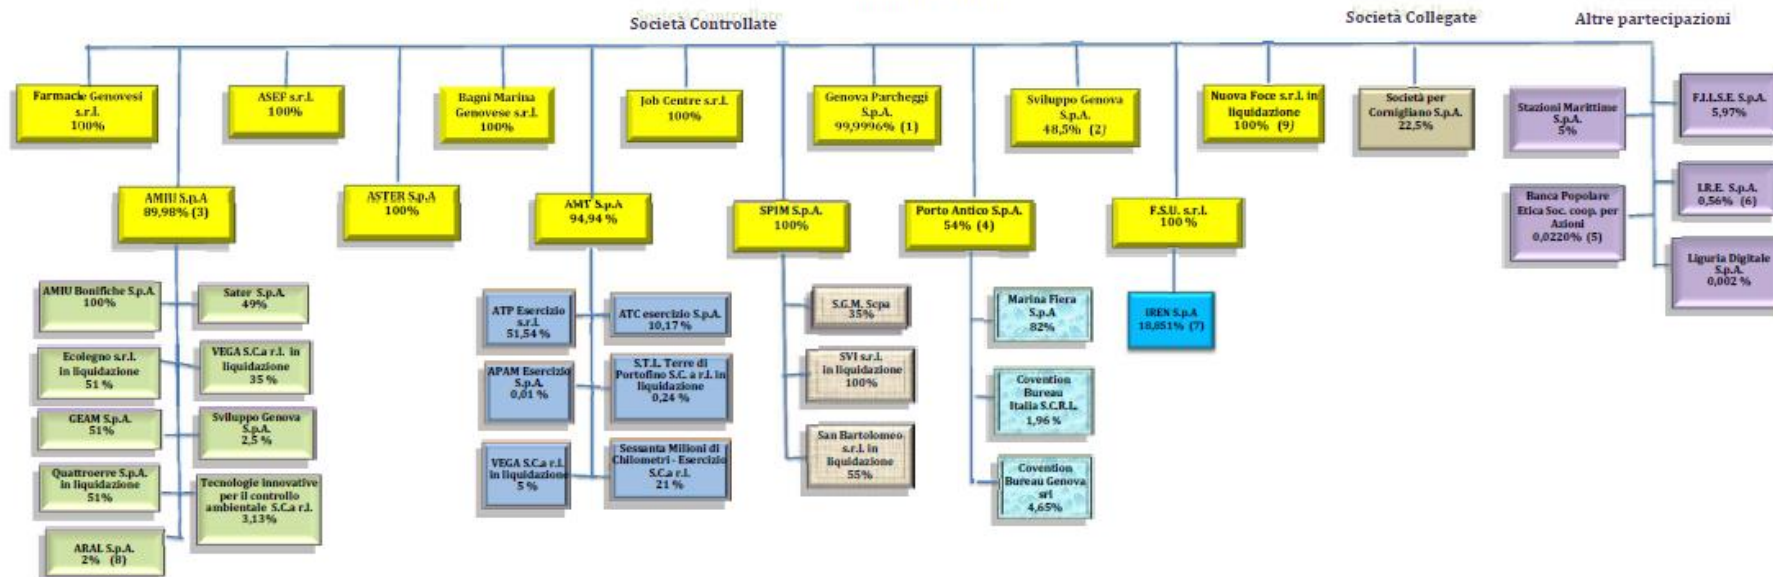 Società Controllate
Società Collegate
Altre partecipazioni
Farmacie Genovesi
s.r.l.
100%
ASEF s.r.l.
100%
Bagni Marina
Genovese s.r.l.
100%
Job Centre s.r.l.
100%
Genova Parcheggi
S.p.A.
99,9996% (1)
Sviluppo Genova
S.p.A.
48,5% (2)
Nuova Foce s.r.l. in
liquidazione
100% (9)
Società per
Cornigliano S.p.A.
22,5%
Stazioni Marittime
S.p.A.
5%
F.I.L.S.E. S.p.A.
5,97%
AMIU S.p.A
89,98% (3)
ASTER S.p.A
100%
AMT S.p.A
94,94 %
SPIM S.p.A.
100%
Porto Antico S.p.A.
54% (4)
F.S.U. s.r.l.
100 %
Banca Popolare
Etica Soc. coop. per
Azioni
0,0220% (5)
I.R.E. S.p.A.
0,56% (6)
Liguria Digitale
S.p.A.
0,002 %
AMIU Bonifiche S.p.A.
100%
Sater S.p.A.
49%
Ecolegno s.r.l.
in liquidazione
51 %
VEGA S.C.a r.l. in
liquidazione
35 %
GEAM S.p.A.
51%
Sviluppo Genova
S.p.A.
2,5 %
Quattroerre S.p.A.
in liquidazione
51%
Tecnologie innovative
per il controllo
ambientale S.C.a r.l.
3,13%
ARAL S.p.A.
2% (8)
ATP Esercizio
s.r.l.
51,54 %
ATC esercizio S.p.A.
10,17 %
APAM Esercizio
S.p.A.
0,01 %
S.T.L. Terre di
Portofino S.C. a r.l. in
liquidazione
0,24 %
VEGA S.C.a r.l.
in liquidazione
5 %
Sessanta Milioni di
Chilometri - Esercizio
S.C.a r.l.
21 %
S.G.M. Scpa
35%
SVI s.r.l.
in liquidazione
100%
San Bartolomeo
s.r.l. in
liquidazione
55%
Marina Fiera
S.p.A
82%
Covention
Bureau
Italia S.C.R.L.
1,96 %
Covention
Bureau Genova
srl
4,65%
IREN S.p.A
18,851% (7)